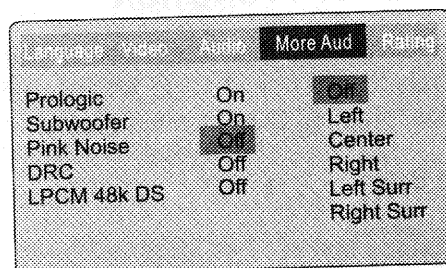 Language Video Audio More Aud Rating
Prologic On Off
Subwoofer On Left
Pink Noise Off Center
DRC Off Right
LPCM 48k DS Off Left Surr
Right Surr